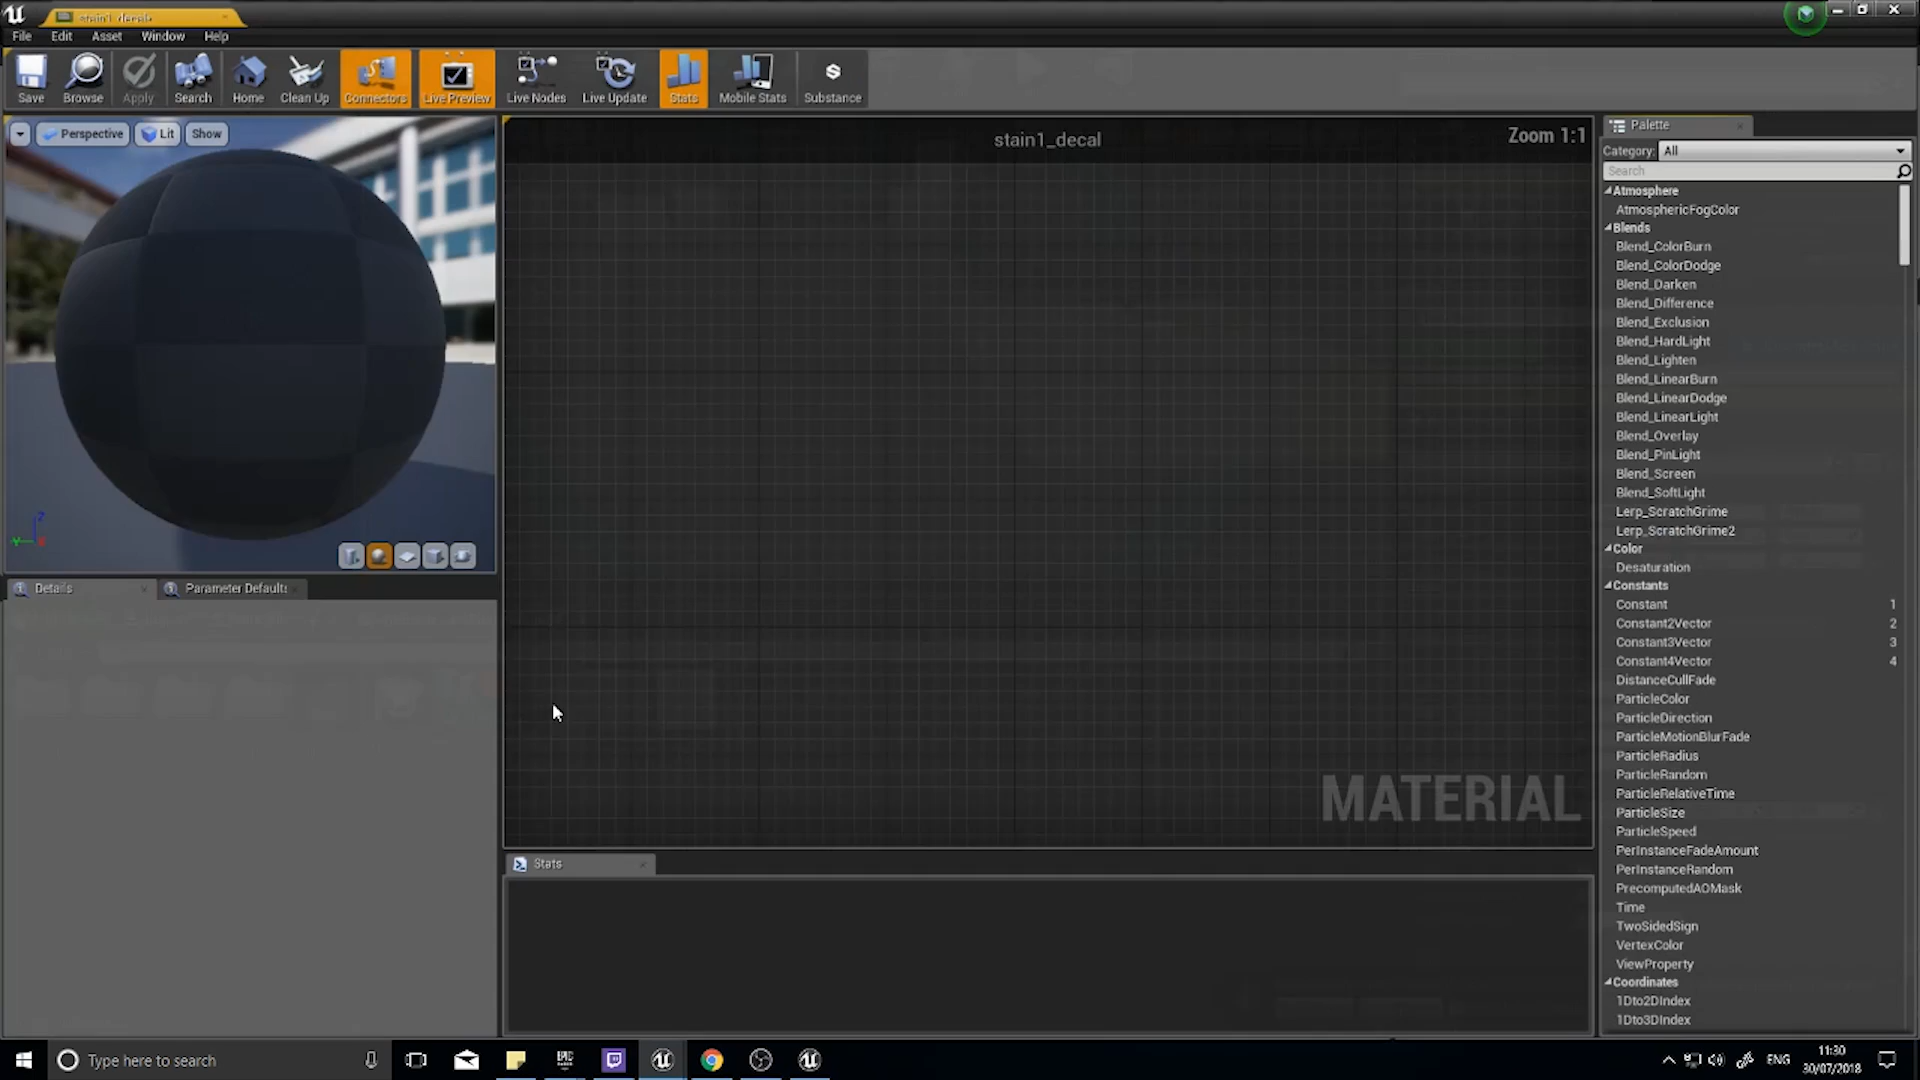 stain1_decal
File Edit Asset Window Help
Save Browse Apply Search Home Clean Up Connectors Live Preview Live Nodes Live Update Stats Mobile Stats Substance
Perspective Lit Show
stain1_decal
Zoom 1:1
Palette
Category: All
Search
Atmosphere
AtmosphericFogColor
Blends
Blend_ColorBurn
Blend_ColorDodge
Blend_Darken
Blend_Difference
Blend_Exclusion
Blend_HardLight
Blend_Lighten
Blend_LinearBurn
Blend_LinearDodge
Blend_LinearLight
Blend_Overlay
Blend_PinLight
Blend_Screen
Blend_SoftLight
Lerp_ScratchGrime
Lerp_ScratchGrime2
Color
Desaturation
Constants
Constant 1
Constant2Vector 2
Constant3Vector 3
Constant4Vector 4
DistanceCullFade
ParticleColor
ParticleDirection
ParticleMotionBlurFade
ParticleRadius
ParticleRandom
ParticleRelativeTime
ParticleSize
ParticleSpeed
PerInstanceFadeAmount
PerInstanceRandom
PrecomputedAOMask
Time
TwoSidedSign
VertexColor
ViewProperty
Coordinates
1Dto2DIndex
1Dto3DIndex
Details Parameter Defaults
MATERIAL
Stats
Type here to search
EPIC
ENG
11:30
30/07/2018